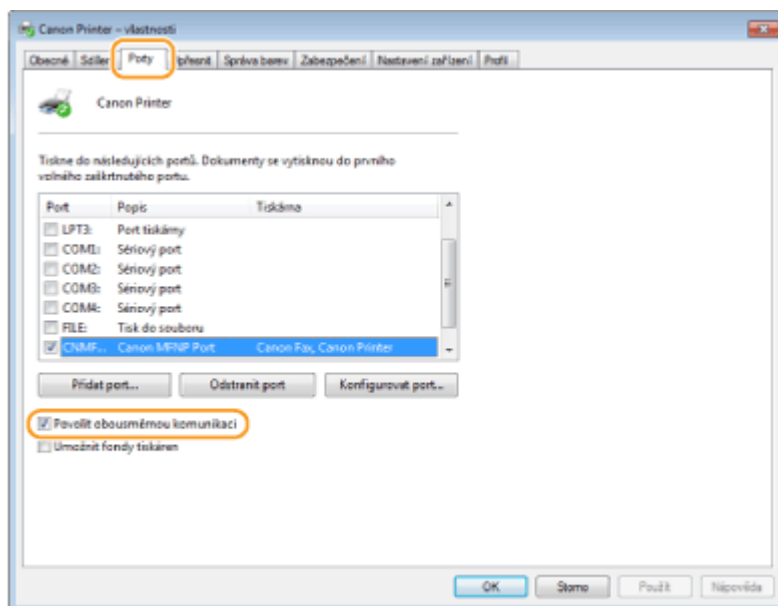 Canon Printer – vlastnosti
Obecné Sdílení Porty Upřesnit Správa barev Zabezpečení Nastavení zařízení Profil
Canon Printer
Tiskne do následujících portů. Dokumenty se vytisknou do prvního
volného zaškrtnutého portu.
Port Popis Tiskárna
LPT3: Port tiskárny
COM1: Sériový port
COM2: Sériový port
COM3: Sériový port
COM4: Sériový port
FILE: Tisk do souboru
CNMF... Canon MFNP Port Canon Fax, Canon Printer
Přidat port... Odstranit port Konfigurovat port...
Povolit obousměrnou komunikaci
Umožnit fondy tiskáren
OK Storno Použít Nápověda